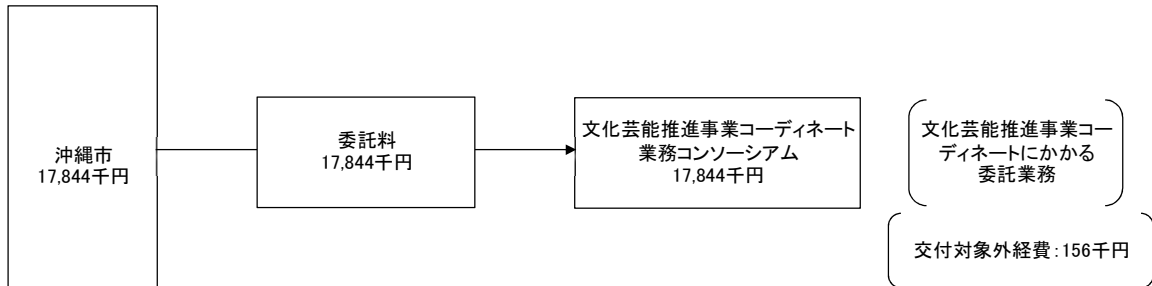 沖縄市
17,844千円
委託料
17,844千円
文化芸能推進事業コーディネート
業務コンソーシアム
17,844千円
文化芸能推進事業コー
ディネートにかかる
委託業務
交付対象外経費:156千円